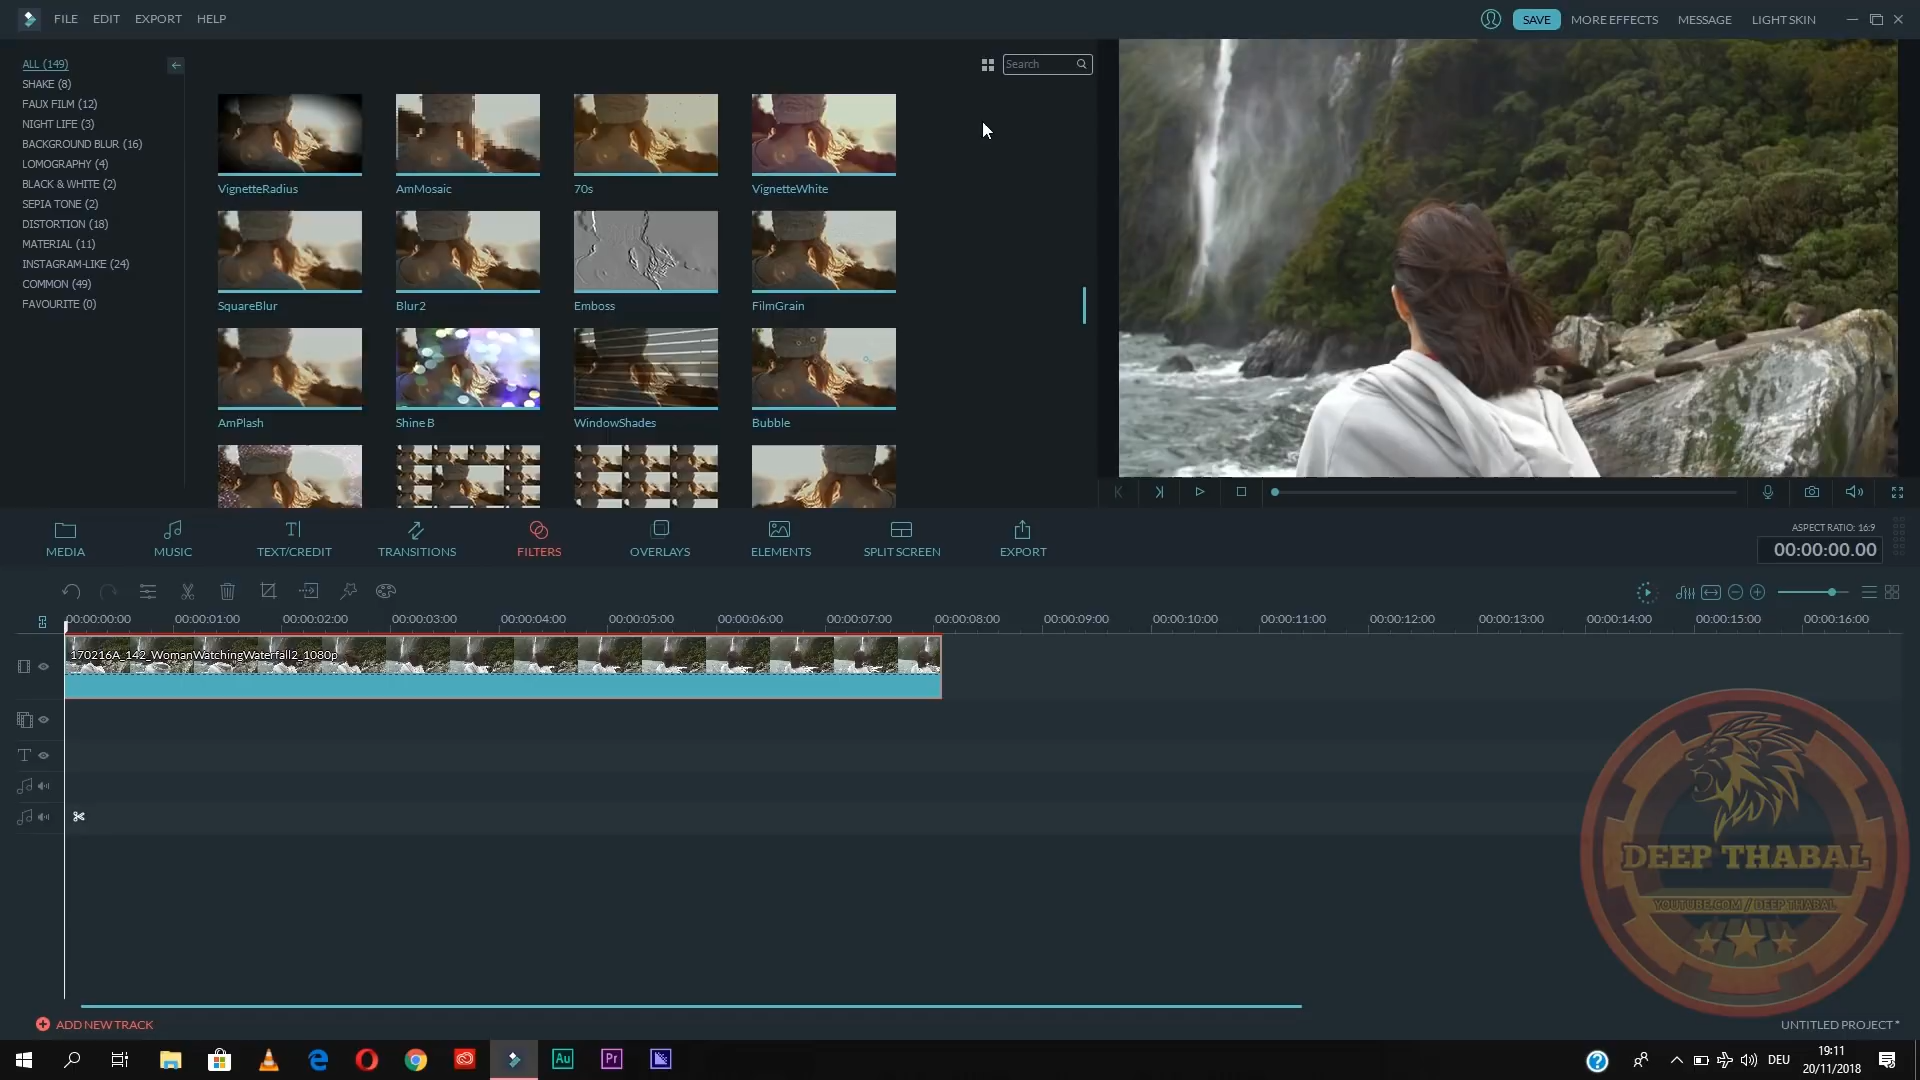 FILE EDIT EXPORT HELP
SAVE MORE EFFECTS MESSAGE LIGHT SKIN
ALL (149)
SHAKE (8)
FAUX FILM (12)
NIGHT LIFE (3)
BACKGROUND BLUR (16)
LOMOGRAPHY (4)
BLACK & WHITE (2)
SEPIA TONE (2)
DISTORTION (18)
MATERIAL (11)
INSTAGRAM-LIKE (24)
COMMON (49)
FAVOURITE (0)
Search
VignetteRadius AmMosaic 70s VignetteWhite
SquareBlur Blur2 Emboss FilmGrain
AmPlash Shine B WindowShades Bubble
MEDIA MUSIC TEXT/CREDIT TRANSITIONS FILTERS OVERLAYS ELEMENTS SPLIT SCREEN EXPORT
ASPECT RATIO: 16:9
00:00:00.00
00:00:00:00 00:00:01:00 00:00:02:00 00:00:03:00 00:00:04:00 00:00:05:00 00:00:06:00 00:00:07:00 00:00:08:00 00:00:09:00 00:00:10:00 00:00:11:00 00:00:12:00 00:00:13:00 00:00:14:00 00:00:15:00 00:00:16:00
170216A_142_WomanWatchingWaterfall2_1080p
DEEP THABAL
YOUTUBE.COM / DEEP THABAL
ADD NEW TRACK
UNTITLED PROJECT *
Au Pr
DEU
19:11
20/11/2018